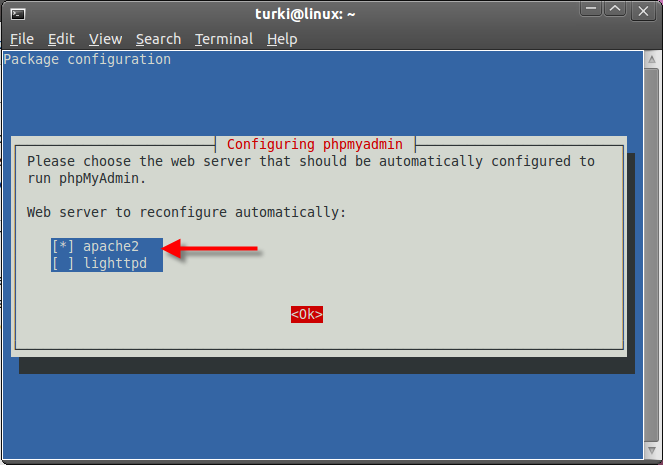 turki@linux: ~
File Edit View Search Terminal Help
Package configuration
Configuring phpmyadmin
Please choose the web server that should be automatically configured to
run phpMyAdmin.
Web server to reconfigure automatically:
[*] apache2
[ ] lighttpd
<Ok>